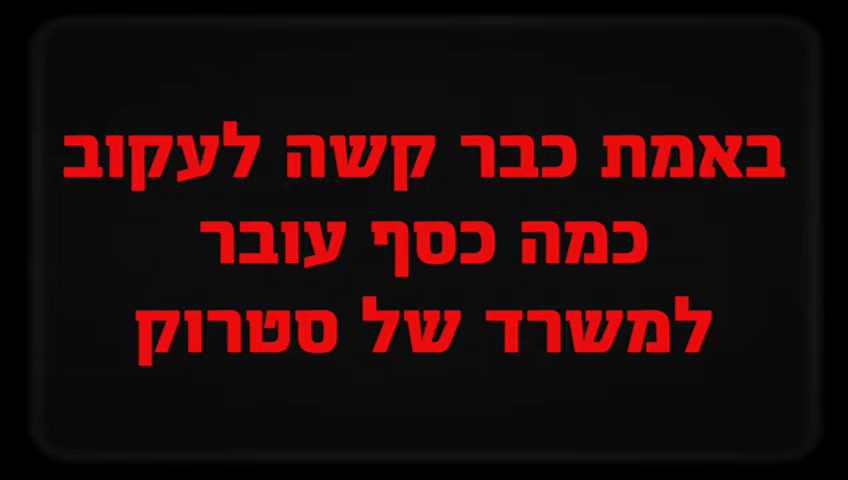 באמת כבר קשה לעקוב
כמה כסף עובר
למשרד של סטרוק